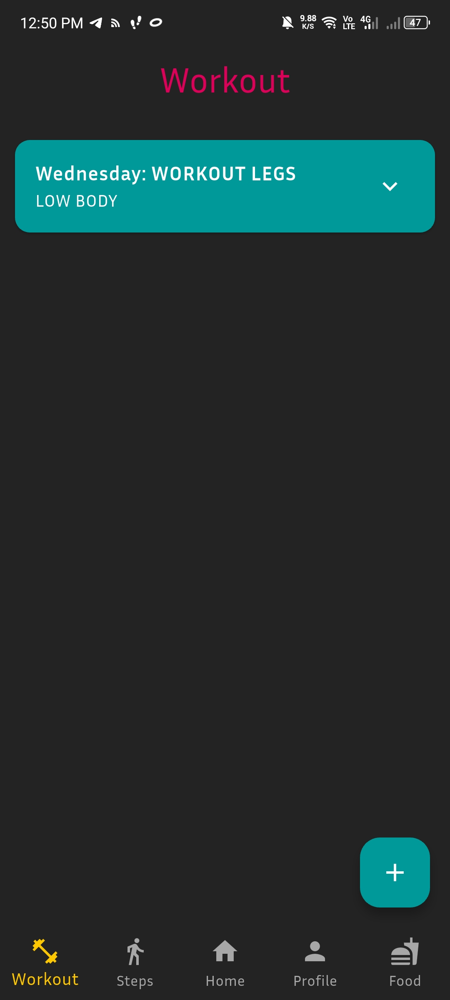 12:50 PM
9.88 K/S
Vo LTE
4G
47
Workout
Wednesday: WORKOUT LEGS
LOW BODY
Workout
Steps
Home
Profile
Food